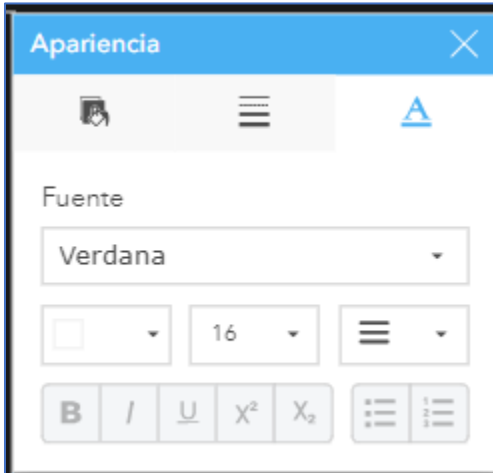 Apariencia
A
Fuente
Verdana
16
B I U X² X₂